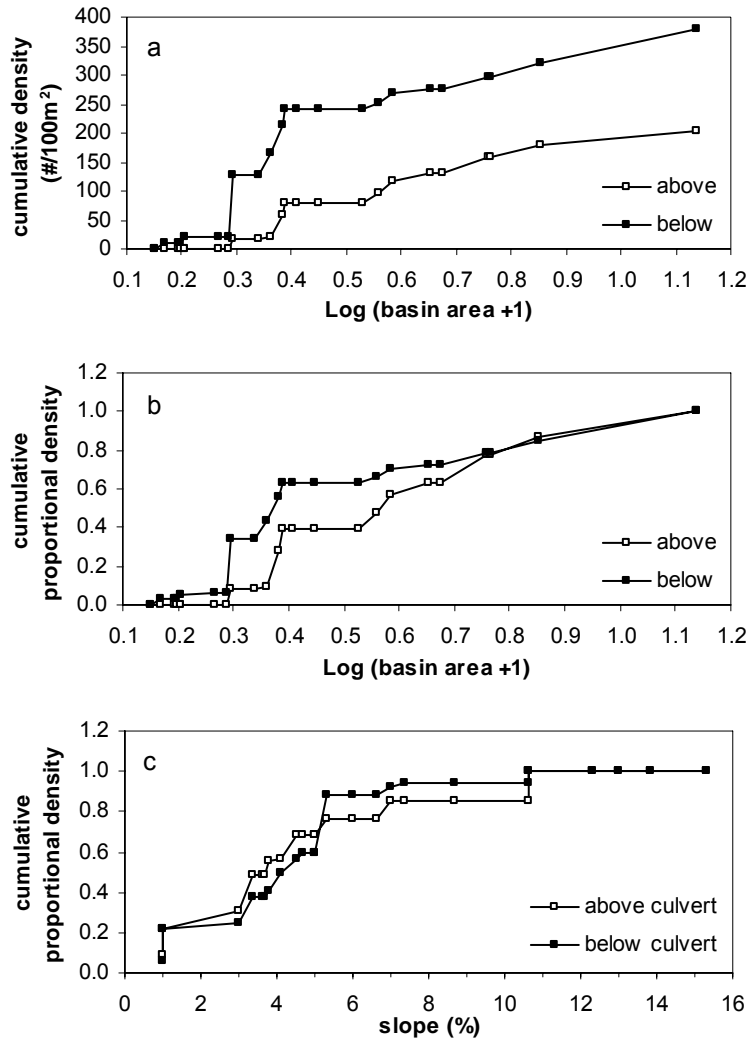 a
cumulative density
(#/100m²)
400
350
300
250
200
150
100
50
0
above
below
0.1 0.2 0.3 0.4 0.5 0.6 0.7 0.8 0.9 1.0 1.1 1.2
Log (basin area +1)
b
cumulative
proportional density
1.2
1.0
0.8
0.6
0.4
0.2
0.0
above
below
0.1 0.2 0.3 0.4 0.5 0.6 0.7 0.8 0.9 1.0 1.1 1.2
Log (basin area +1)
c
cumulative
proportional density
1.2
1.0
0.8
0.6
0.4
0.2
0.0
above culvert
below culvert
0 2 4 6 8 10 12 14 16
slope (%)